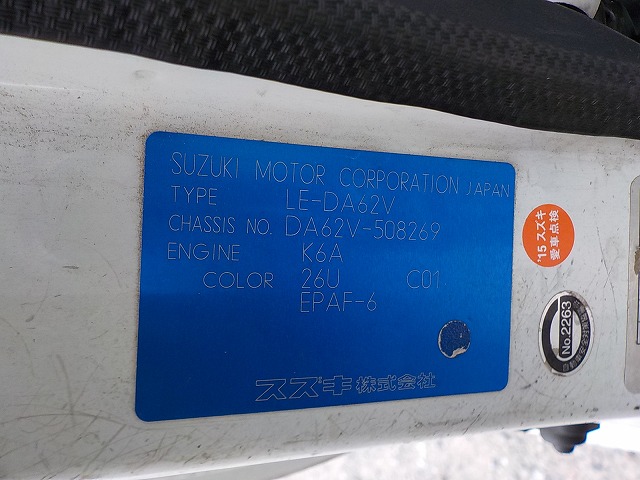 SUZUKI MOTOR CORPORATION JAPAN
TYPE LE-DA62V
CHASSIS NO. DA62V-508269
ENGINE K6A
COLOR 26U C01
EPAF-6
スズキ株式会社
'15 スズキ
愛車点検
No.2263